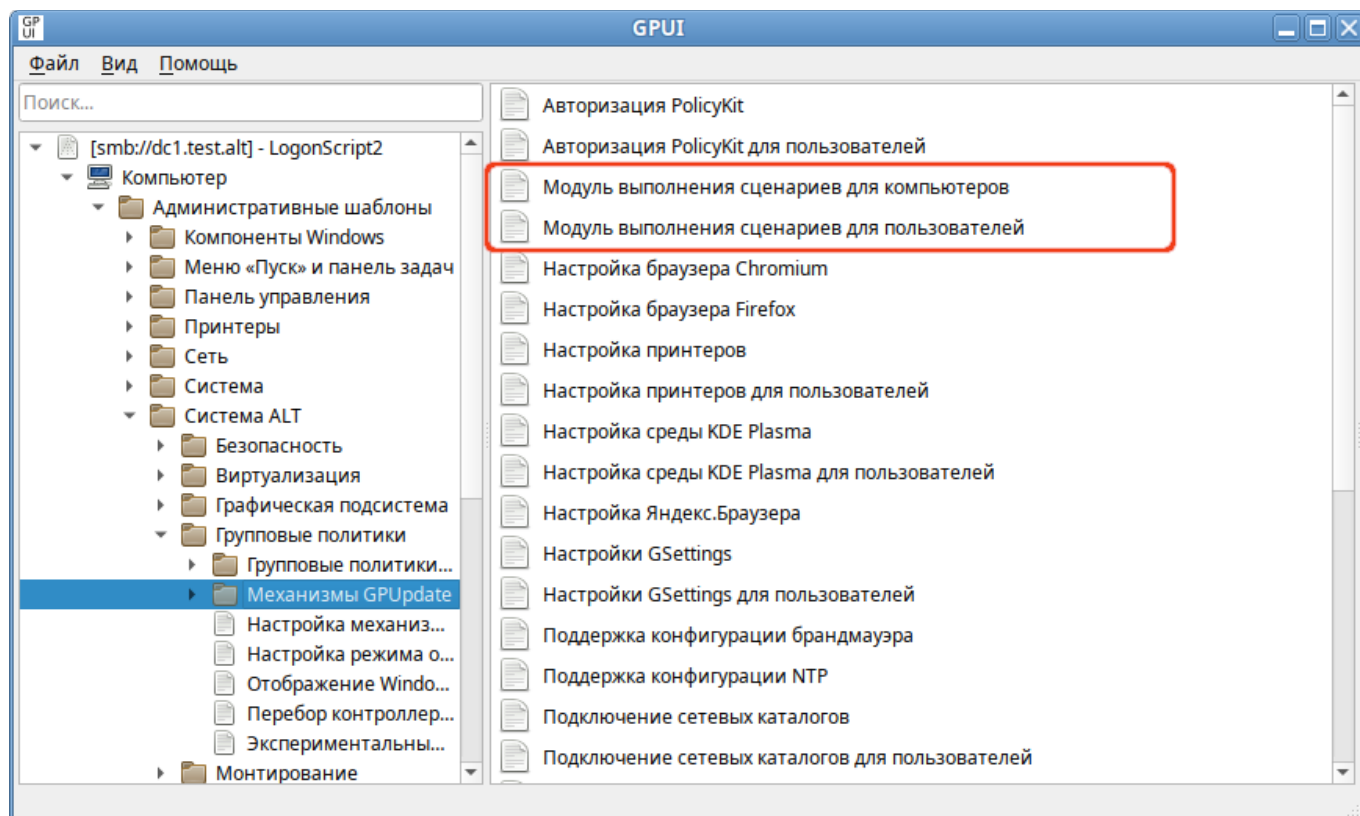 GP
UI
GPUI
Файл Вид Помощь
Поиск...
[smb://dc1.test.alt] - LogonScript2
Компьютер
Административные шаблоны
Компоненты Windows
Меню «Пуск» и панель задач
Панель управления
Принтеры
Сеть
Система
Система ALT
Безопасность
Виртуализация
Графическая подсистема
Групповые политики
Групповые политики...
Механизмы GPUpdate
Настройка механиз...
Настройка режима о...
Отображение Windo...
Перебор контроллер...
Экспериментальны...
Монтирование
Авторизация PolicyKit
Авторизация PolicyKit для пользователей
Модуль выполнения сценариев для компьютеров
Модуль выполнения сценариев для пользователей
Настройка браузера Chromium
Настройка браузера Firefox
Настройка принтеров
Настройка принтеров для пользователей
Настройка среды KDE Plasma
Настройка среды KDE Plasma для пользователей
Настройка Яндекс.Браузера
Настройки GSettings
Настройки GSettings для пользователей
Поддержка конфигурации брандмауэра
Поддержка конфигурации NTP
Подключение сетевых каталогов
Подключение сетевых каталогов для пользователей